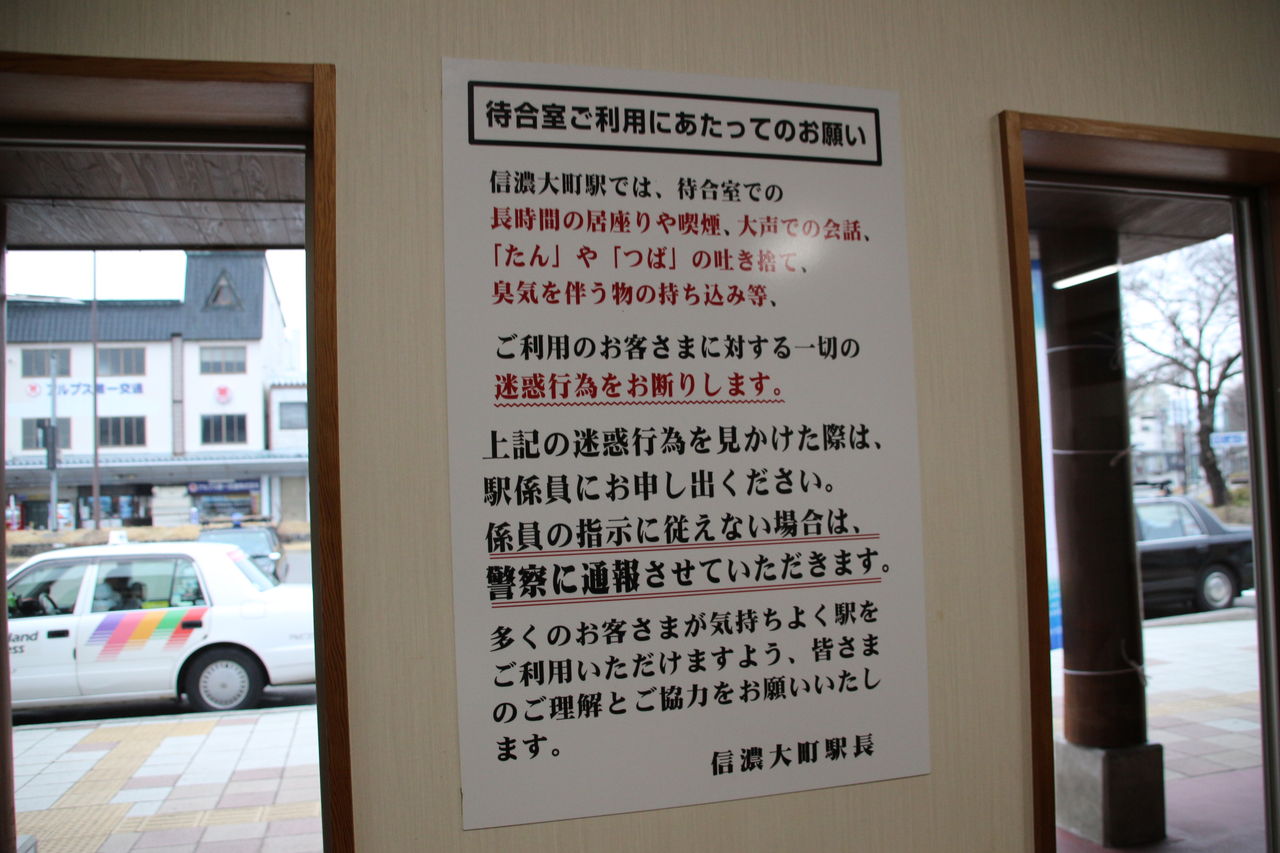 待合室ご利用にあたってのお願い
信濃大町駅では、待合室での
長時間の居座りや喫煙、大声での会話、
「たん」や「つば」の吐き捨て、
臭気を伴う物の持ち込み等、
ご利用のお客さまに対する一切の
迷惑行為をお断りします。
上記の迷惑行為を見かけた際は、
駅係員にお申し出ください。
係員の指示に従えない場合は、
警察に通報させていただきます。
多くのお客さまが気持ちよく駅を
ご利用いただけますよう、皆さま
のご理解とご協力をお願いいたし
ます。
信濃大町駅長
アルプス第一交通